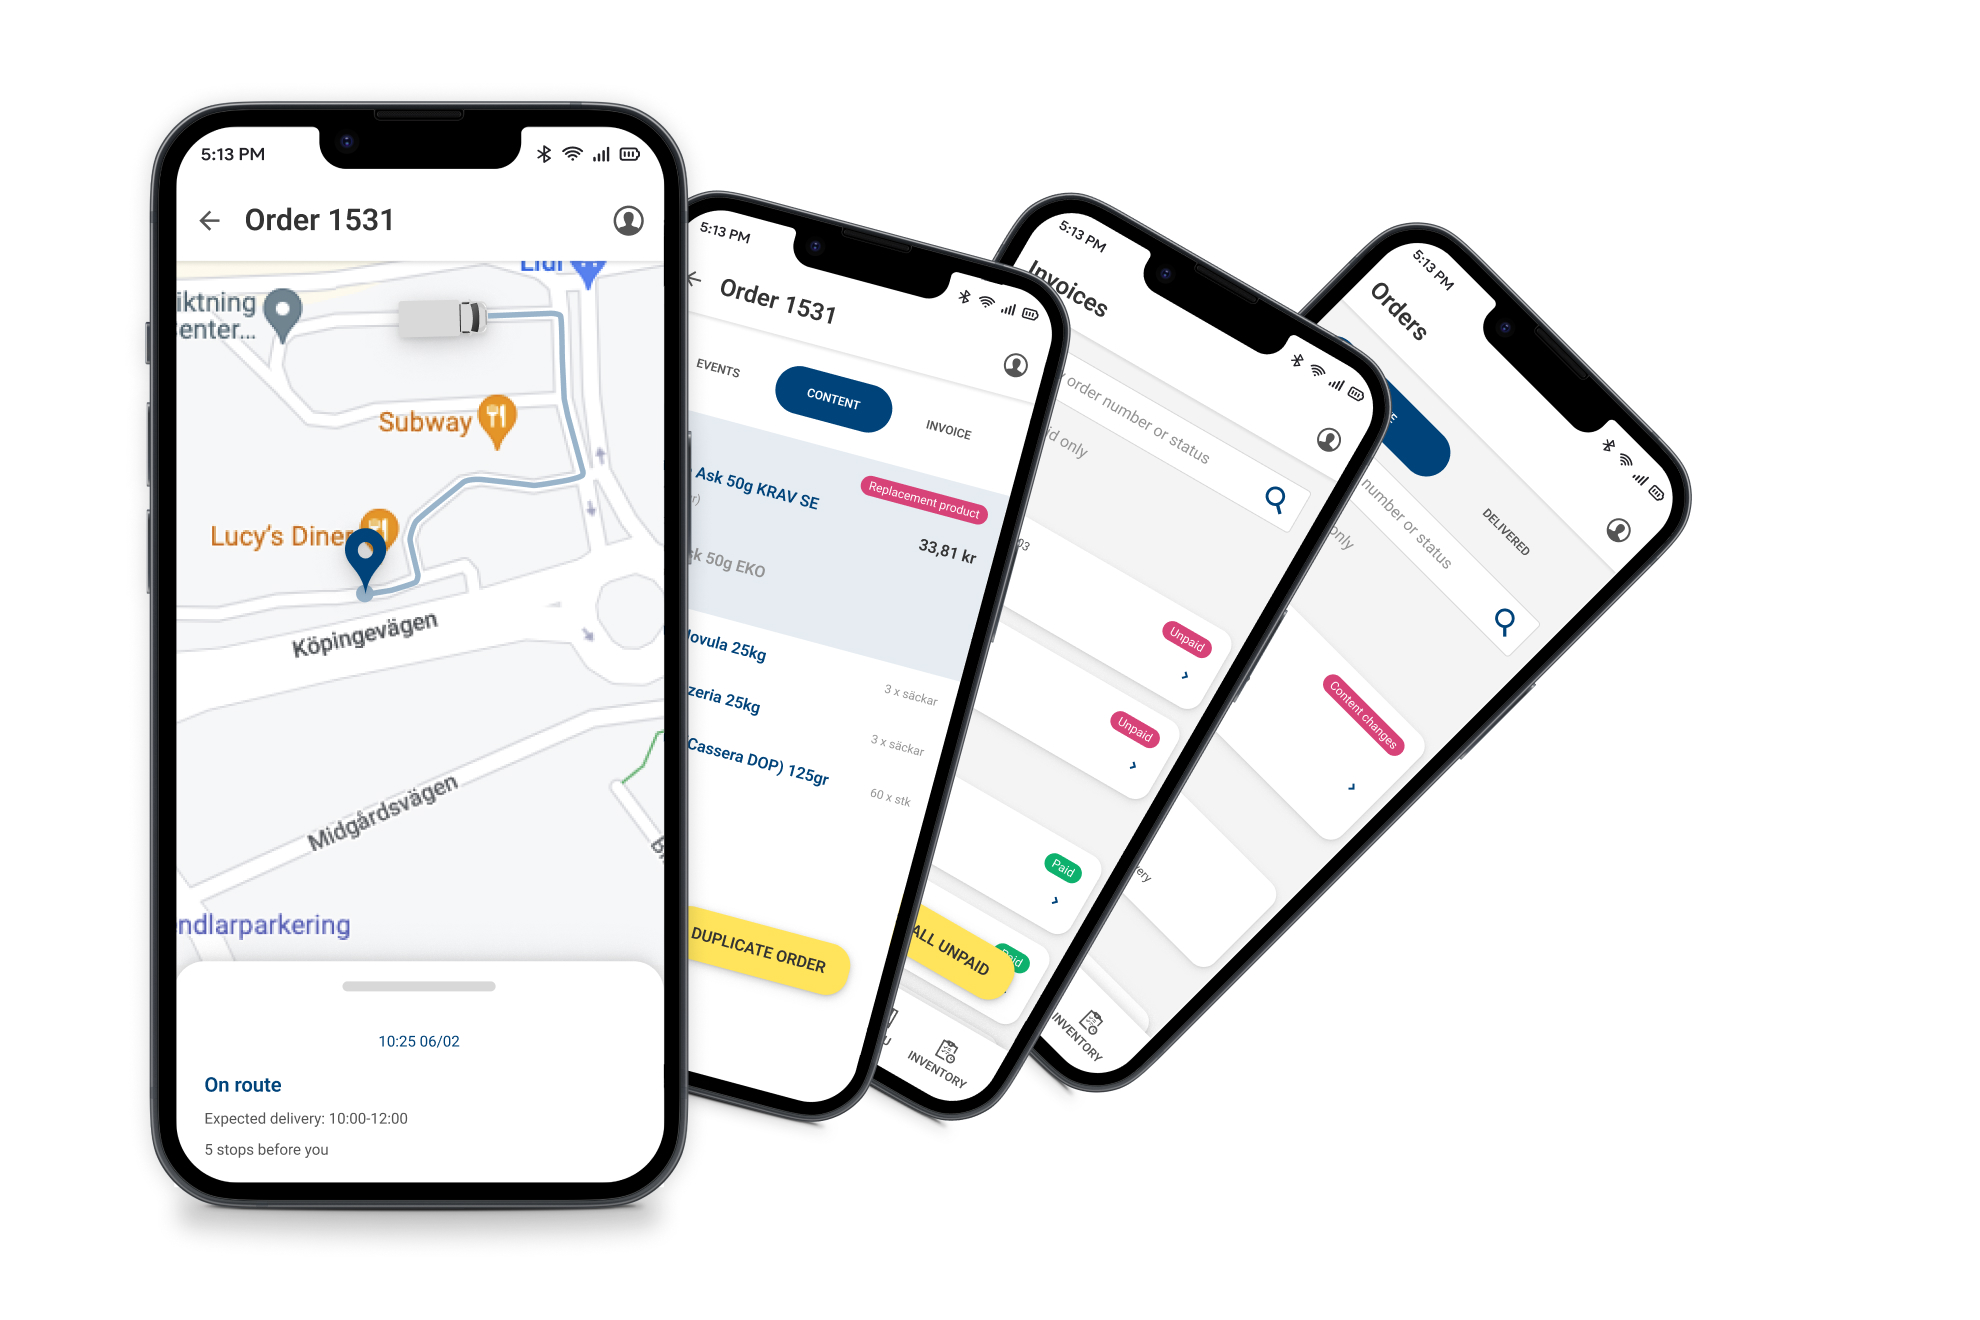 5:13 PM
Order 1531
Lidl
iktning
enter...
Subway
Lucy's Diner
Köpingevägen
Midgårdsvägen
ndlarparkering
10:25 06/02
On route
Expected delivery: 10:00-12:00
5 stops before you
5:13 PM
Order 1531
EVENTS
CONTENT
INVOICE
Ask 50g KRAV SE
Replacement product
33,81 kr
sk 50g EKO
ovula 25kg
3 x säckar
zeria 25kg
3 x säckar
Cassera DOP) 125gr
60 x stk
DUPLICATE ORDER
5:13 PM
Invoices
order number or status
id only
03
Unpaid
Unpaid
Paid
Paid
ALL UNPAID
U
INVENTORY
5:13 PM
Orders
DELIVERED
number or status
only
Content changes
ery
INVENTORY